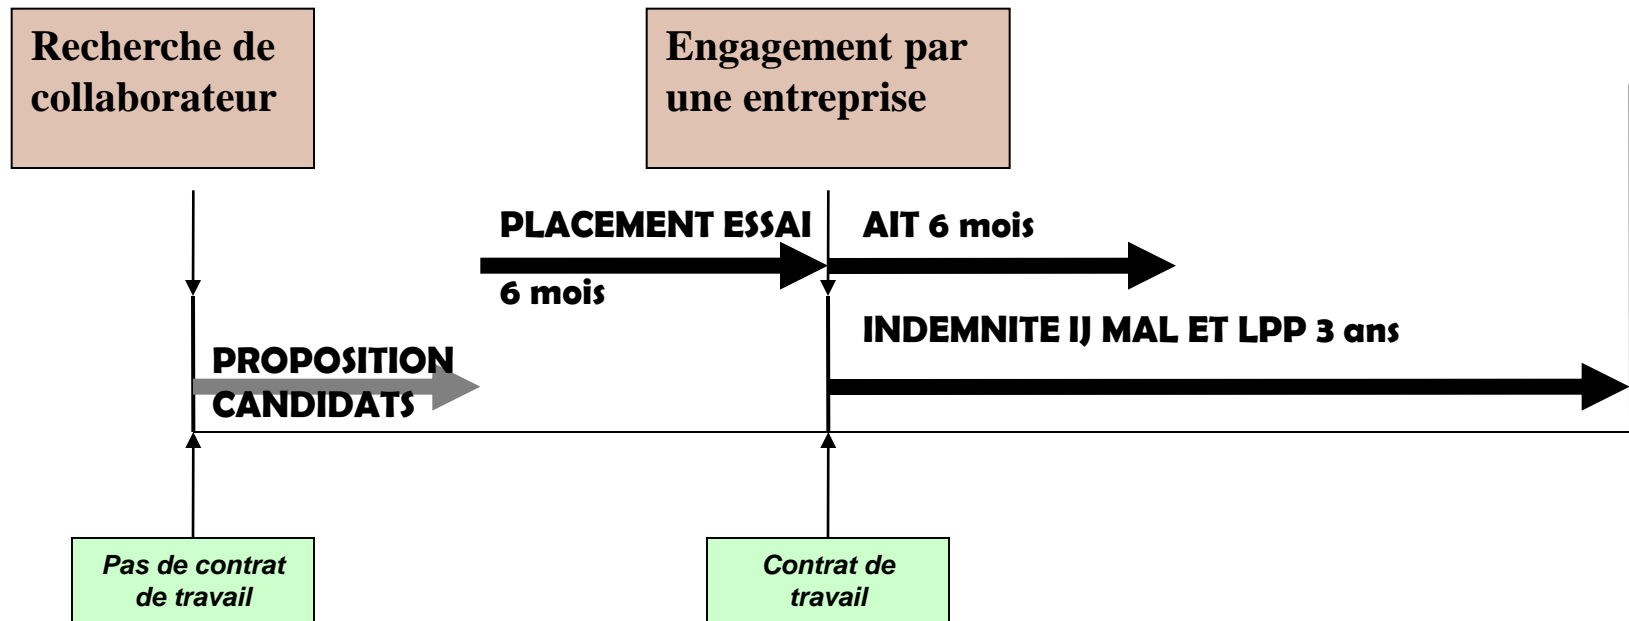 Recherche de
collaborateur
Engagement par
une entreprise
PLACEMENT ESSAI
6 mois
AIT 6 mois
INDEMNITE IJ MAL ET LPP 3 ans
PROPOSITION
CANDIDATS
Pas de contrat
de travail
Contrat de
travail